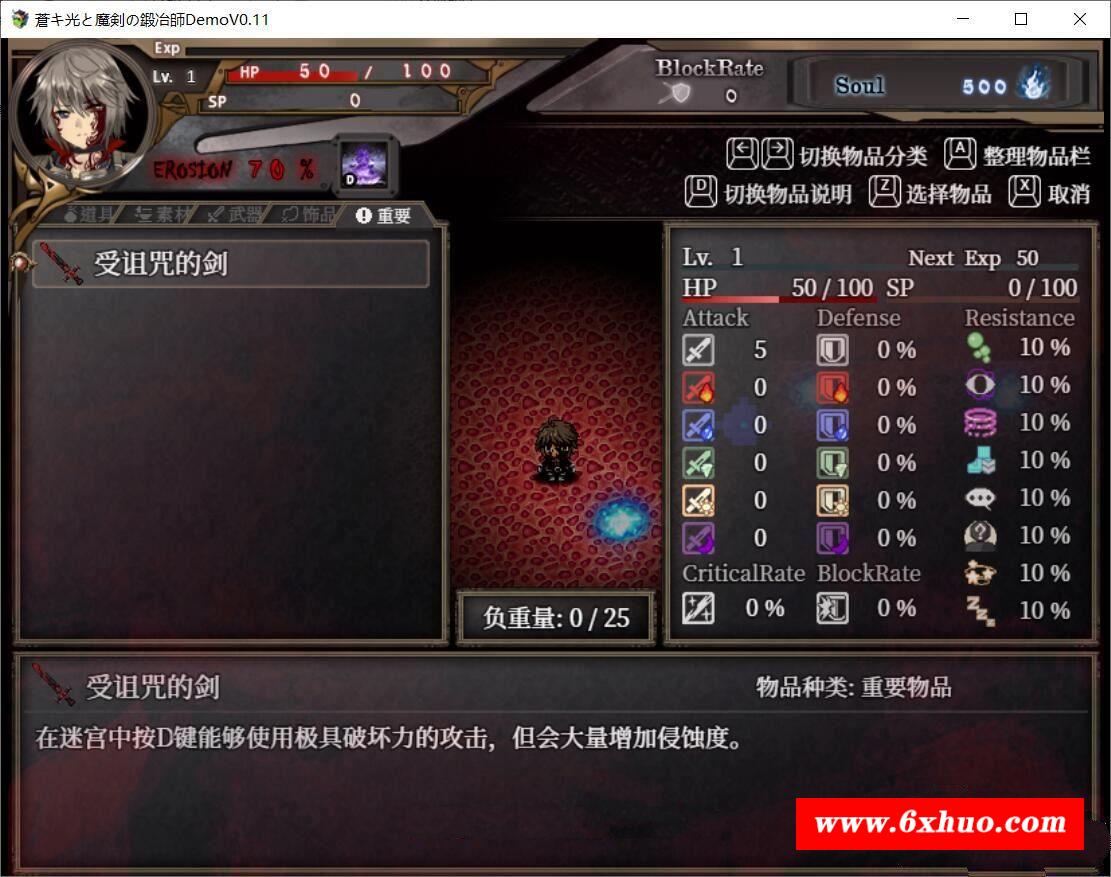 蒼キ光と魔剣の鍛冶師DemoV0.11
Exp
Lv. 1
HP 50 / 100
SP 0
EROSION 70 %
D
BlockRate
0
Soul 500
←→切换物品分类 A 整理物品栏
D 切换物品说明 Z 选择物品 X 取消
道具 素材 武器 饰品 重要
受诅咒的剑
负重量: 0 / 25
Lv. 1 Next Exp 50
HP 50 / 100 SP 0 / 100
Attack Defense Resistance
5 0 % 10 %
0 0 % 10 %
0 0 % 10 %
0 0 % 10 %
0 0 % 10 %
0 0 % 10 %
CriticalRate BlockRate 10 %
0 % 0 % 10 %
受诅咒的剑 物品种类: 重要物品
在迷宫中按D键能够使用极具破坏力的攻击，但会大量增加侵蚀度。
www.6xhuo.com